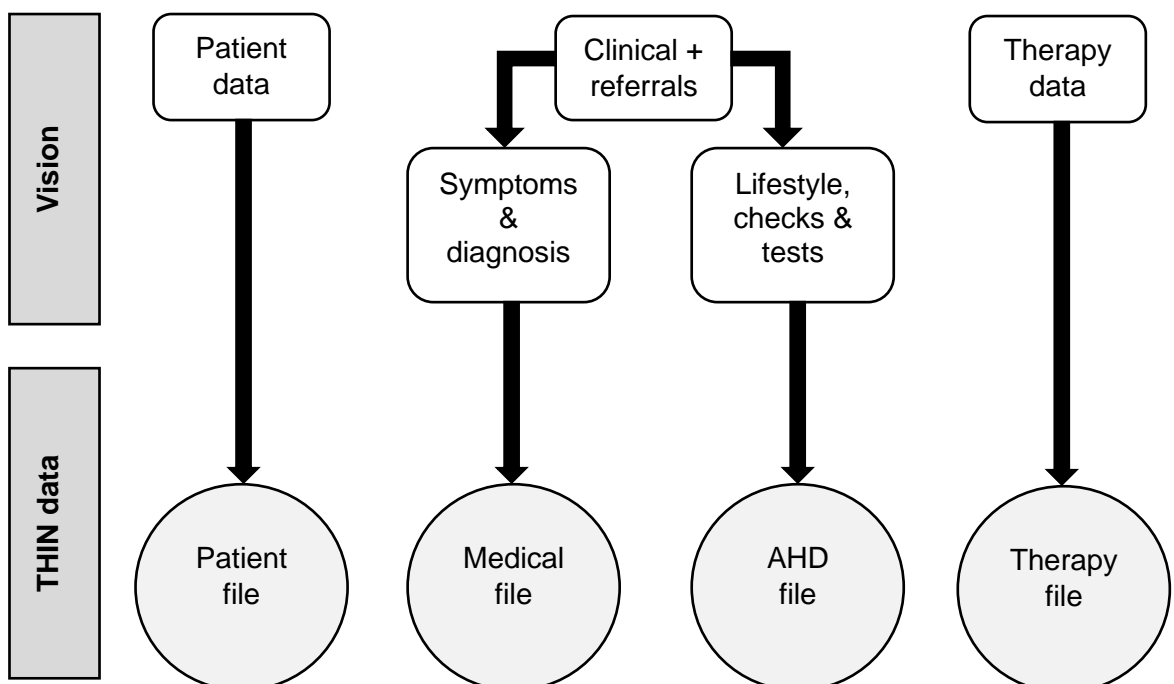 Vision
Patient
data
Clinical +
referrals
Therapy
data
Symptoms
&
diagnosis
Lifestyle,
checks &
tests
THIN data
Patient
file
Medical
file
AHD
file
Therapy
file